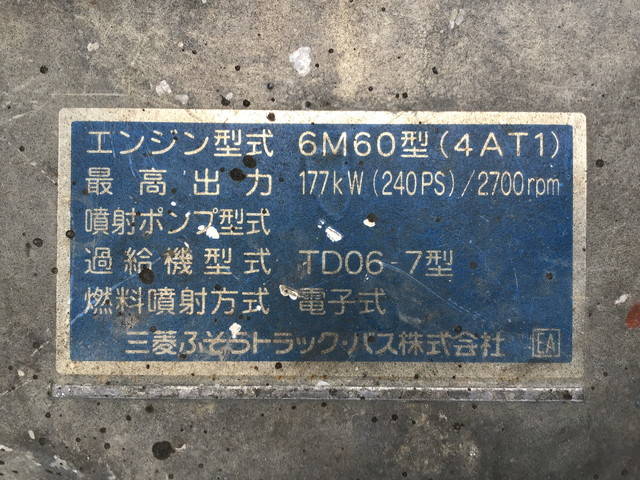 エンジン型式 6M60型(4AT1)
最高出力 177kW(240PS)/2700rpm
噴射ポンプ型式
過給機型式 TD06-7型
燃料噴射方式 電子式
三菱ふそうトラック・バス株式会社 EA